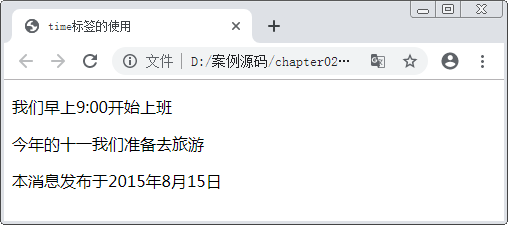 time标签的使用
文件 D:/案例源码/chapter02…
我们早上9:00开始上班
今年的十一我们准备去旅游
本消息发布于2015年8月15日